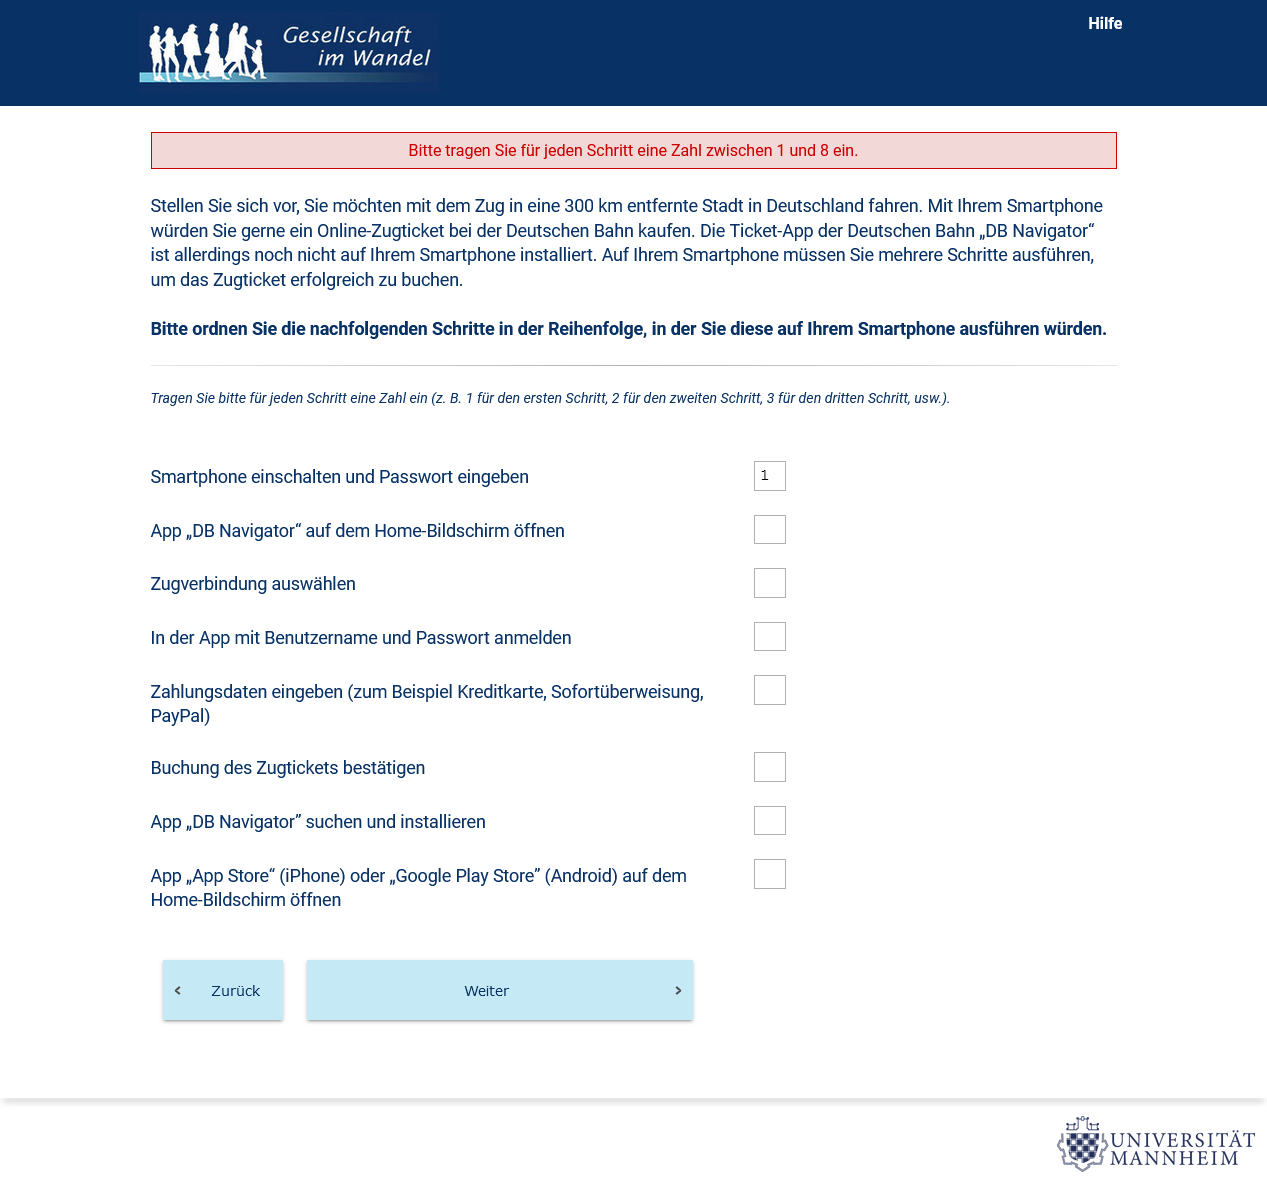 Gesellschaft
im Wandel
Hilfe
Bitte tragen Sie für jeden Schritt eine Zahl zwischen 1 und 8 ein.
Stellen Sie sich vor, Sie möchten mit dem Zug in eine 300 km entfernte Stadt in Deutschland fahren. Mit Ihrem Smartphone
würden Sie gerne ein Online-Zugticket bei der Deutschen Bahn kaufen. Die Ticket-App der Deutschen Bahn „DB Navigator“
ist allerdings noch nicht auf Ihrem Smartphone installiert. Auf Ihrem Smartphone müssen Sie mehrere Schritte ausführen,
um das Zugticket erfolgreich zu buchen.
Bitte ordnen Sie die nachfolgenden Schritte in der Reihenfolge, in der Sie diese auf Ihrem Smartphone ausführen würden.
Tragen Sie bitte für jeden Schritt eine Zahl ein (z. B. 1 für den ersten Schritt, 2 für den zweiten Schritt, 3 für den dritten Schritt, usw.).
Smartphone einschalten und Passwort eingeben 1
App „DB Navigator“ auf dem Home-Bildschirm öffnen
Zugverbindung auswählen
In der App mit Benutzername und Passwort anmelden
Zahlungsdaten eingeben (zum Beispiel Kreditkarte, Sofortüberweisung,
PayPal)
Buchung des Zugtickets bestätigen
App „DB Navigator” suchen und installieren
App „App Store“ (iPhone) oder „Google Play Store” (Android) auf dem
Home-Bildschirm öffnen
Zurück
Weiter
UNIVERSITÄT
MANNHEIM